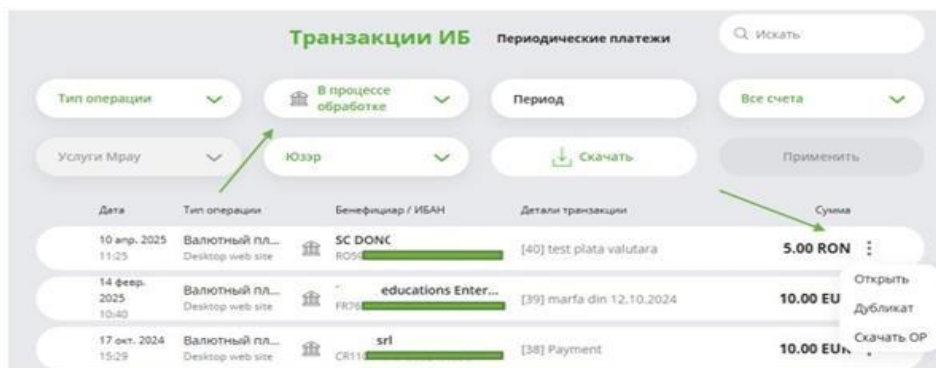 Транзакции ИБ Периодические платежи Искать
Тип операции В процессе обработке Период Все счета
Услуги Mpay Юзэр Скачать Применить
Дата Тип операции Бенефициар / ИБАН Детали транзакции Сумма
10 апр. 2025 Валютный пл... SC DONC [40] test plata valutara 5.00 RON
11:25 Desktop web site
Открыть
14 февр. 2025 Валютный пл... educations Enter... [39] marfa din 12.10.2024 10.00 EU
10:40 Desktop web site FR76
Дубликат
Скачать OP
17 окт. 2024 Валютный пл... srl [38] Payment 10.00 EUR
15:29 Desktop web site